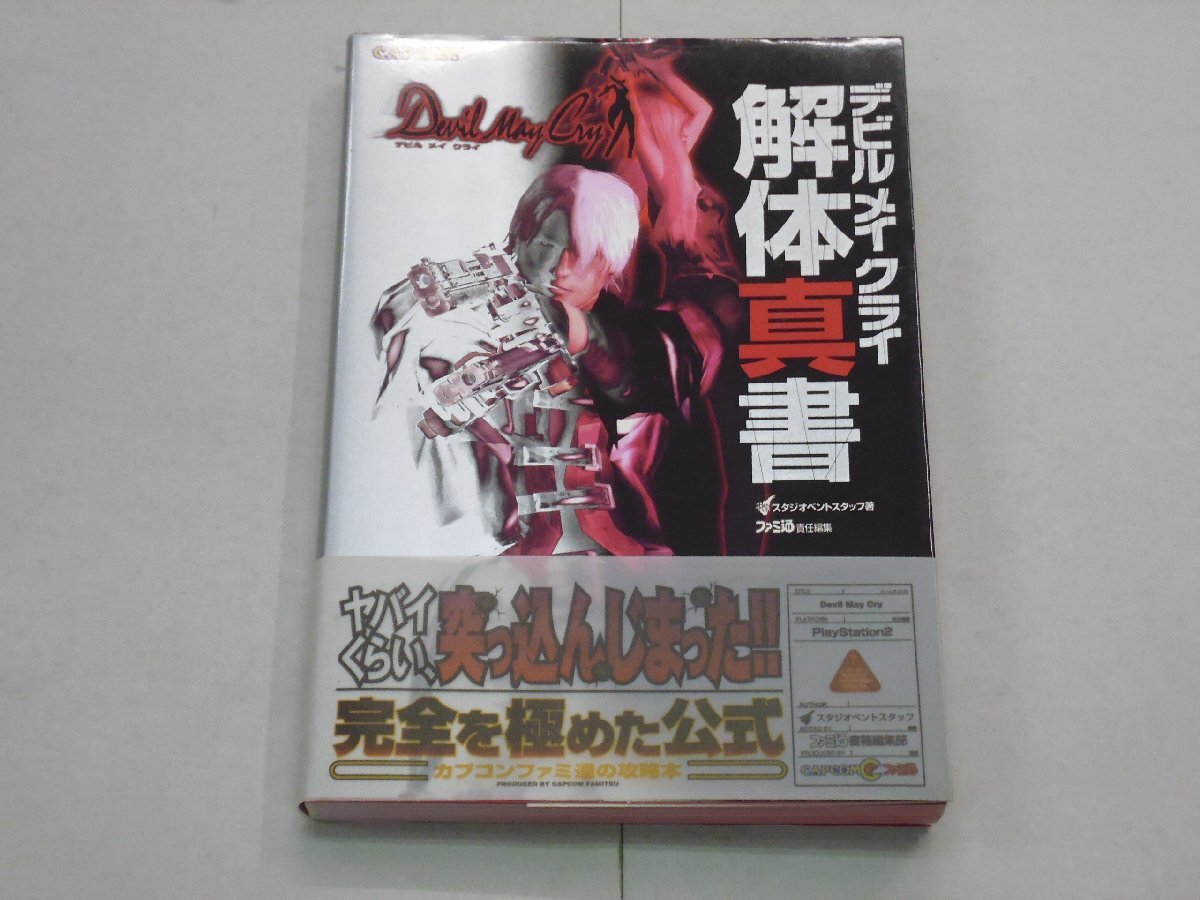 Devil May Cry
デビル メイ クライ
デビル メイ クライ
解体真書
スタジオベントスタッフ著
ファミ通 責任編集
ヤバイ
くらい、
突っ込んじまった!!
完全を極めた公式
カプコンファミ通の攻略本
PRODUCED BY CAPCOM FAMITSU
TITLE
Devil May Cry
PLATFORM
PlayStation2
AUTHOR
スタジオベントスタッフ
EDITED BY
ファミ通書籍編集部
PRODUCED BY
CAPCOM ファミ通